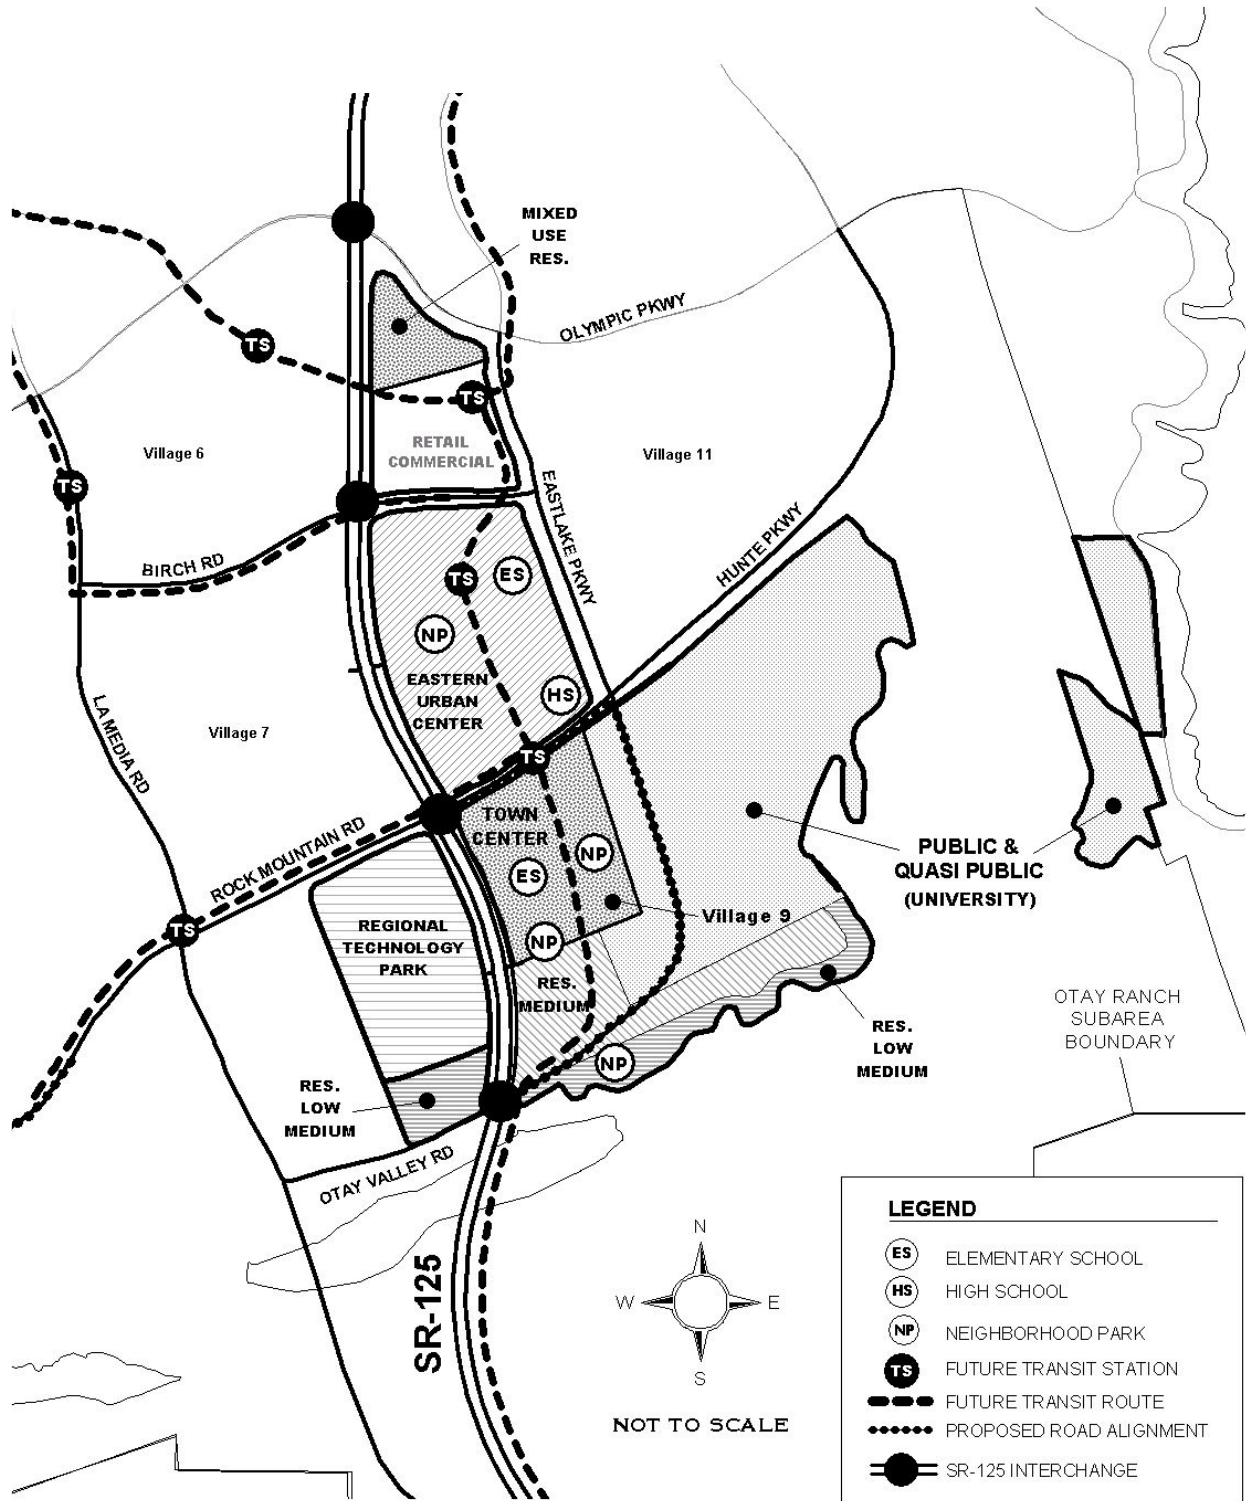 MIXED
USE
RES.
OLYMPIC PKWY
TS
TS
RETAIL
COMMERCIAL
Village 6
Village 11
TS
EASTLAKE PKWY
HUNTE PKWY
BIRCH RD
TS
ES
NP
EASTERN
URBAN
CENTER
HS
LA MEDIA RD
Village 7
TS
TOWN
CENTER
ROCK MOUNTAIN RD
NP
ES
PUBLIC &
QUASI PUBLIC
(UNIVERSITY)
Village 9
REGIONAL
TECHNOLOGY
PARK
TS
NP
RES.
MEDIUM
OTAY RANCH
SUBAREA
BOUNDARY
RES.
LOW
MEDIUM
NP
RES.
LOW
MEDIUM
OTAY VALLEY RD
SR-125
N
W
E
S
NOT TO SCALE
LEGEND
ES ELEMENTARY SCHOOL
HS HIGH SCHOOL
NP NEIGHBORHOOD PARK
TS FUTURE TRANSIT STATION
FUTURE TRANSIT ROUTE
PROPOSED ROAD ALIGNMENT
SR-125 INTERCHANGE